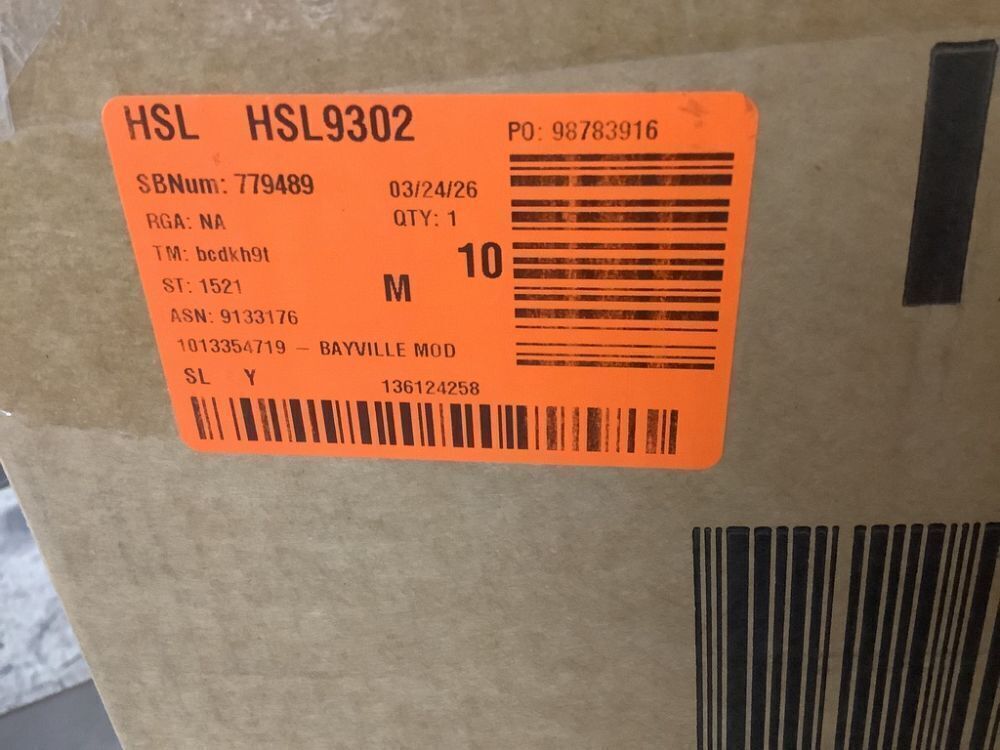 HSL HSL9302 PO: 98783916
SBNum: 779489 03/24/26
RGA: NA QTY: 1
TM: bcdkh9t 10
ST: 1521 M
ASN: 9133176
1013354719 – BAYVILLE MOD
SL Y 136124258